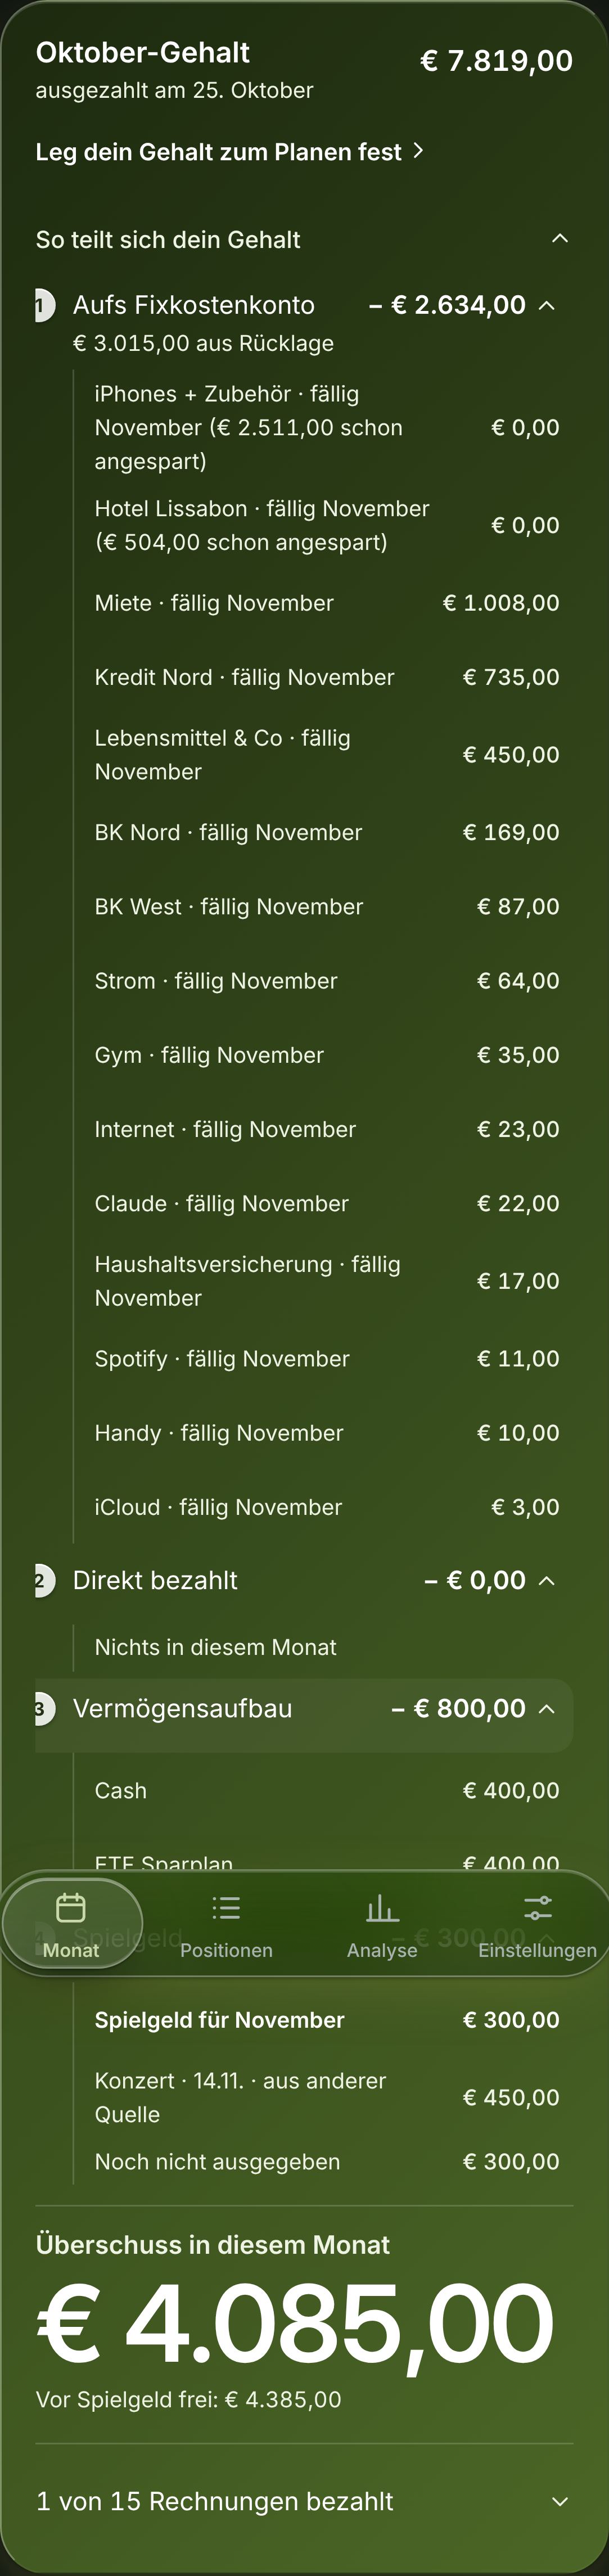 Oktober-Gehalt
€ 7.819,00
ausgezahlt am 25. Oktober
Leg dein Gehalt zum Planen fest
So teilt sich dein Gehalt
1 Aufs Fixkostenkonto − € 2.634,00
€ 3.015,00 aus Rücklage
iPhones + Zubehör · fällig
November (€ 2.511,00 schon
angespart)
€ 0,00
Hotel Lissabon · fällig November
(€ 504,00 schon angespart)
€ 0,00
Miete · fällig November € 1.008,00
Kredit Nord · fällig November € 735,00
Lebensmittel & Co · fällig
November
€ 450,00
BK Nord · fällig November € 169,00
BK West · fällig November € 87,00
Strom · fällig November € 64,00
Gym · fällig November € 35,00
Internet · fällig November € 23,00
Claude · fällig November € 22,00
Haushaltsversicherung · fällig
November
€ 17,00
Spotify · fällig November € 11,00
Handy · fällig November € 10,00
iCloud · fällig November € 3,00
2 Direkt bezahlt − € 0,00
Nichts in diesem Monat
3 Vermögensaufbau − € 800,00
Cash € 400,00
ETF Sparplan € 400,00
4 Spielgeld − € 300,00
Monat Positionen Analyse Einstellungen
Spielgeld für November € 300,00
Konzert · 14.11. · aus anderer
Quelle
€ 450,00
Noch nicht ausgegeben € 300,00
Überschuss in diesem Monat
€ 4.085,00
Vor Spielgeld frei: € 4.385,00
1 von 15 Rechnungen bezahlt